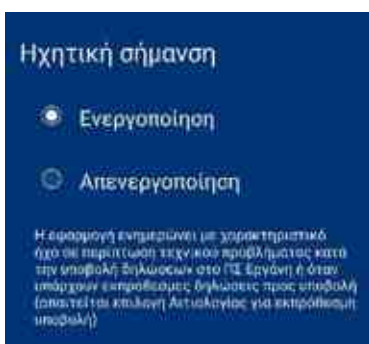 Ηχητική σήμανση
Ενεργοποίηση
Απενεργοποίηση
Η εφαρμογή ενημερώνει με χαρακτηριστικό
ήχο σε περίπτωση τεχνικού προβλήματος κατά
την υποβολή δηλώσεων στο ΠΣ Εργάνη ή όταν
υπάρχουν εκπρόθεσμες δηλώσεις προς υποβολή
(απαιτείται επιλογή Αιτιολογίας για εκπρόθεσμη
υποβολή)